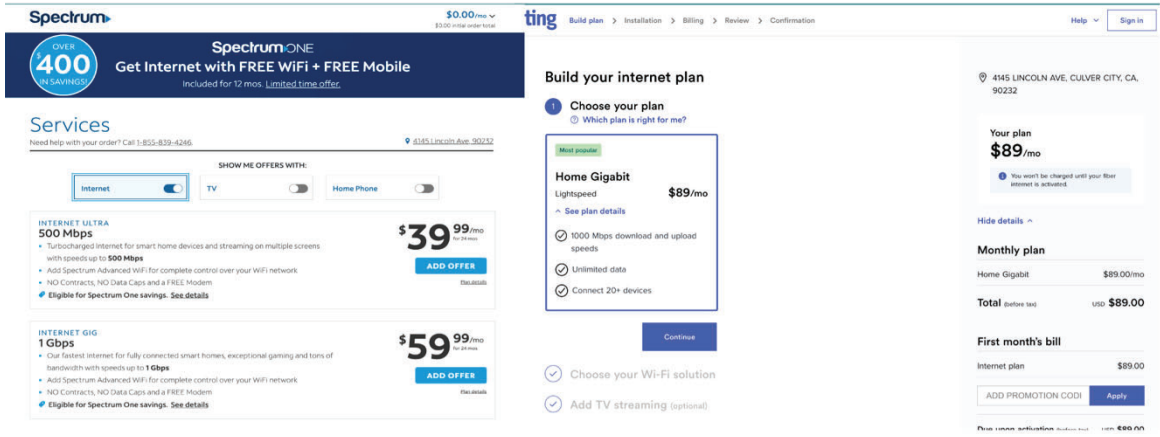 Spectrum
$0.00/mo
$0.00 initial order total
OVER
$400
IN SAVINGS!
SpectrumONE
Get Internet with FREE WiFi + FREE Mobile
Included for 12 mos. Limited time offer.
Services
Need help with your order? Call 1-855-839-4246.
4145 Lincoln Ave, 90232
SHOW ME OFFERS WITH:
Internet
TV
Home Phone
INTERNET ULTRA
500 Mbps
• Turbocharged internet for smart home devices and streaming on multiple screens
with speeds up to 500 Mbps
• Add Spectrum Advanced WiFi for complete control over your WiFi network
• NO Contracts, NO Data Caps and a FREE Modem
Eligible for Spectrum One savings. See details
$39 99/mo
for 24 mos.
ADD OFFER
Plan details
INTERNET GIG
1 Gbps
• Our fastest internet for fully connected smart homes, exceptional gaming and tons of
bandwidth with speeds up to 1 Gbps
• Add Spectrum Advanced WiFi for complete control over your WiFi network
• NO Contracts, NO Data Caps and a FREE Modem
Eligible for Spectrum One savings. See details
$59 99/mo
for 24 mos.
ADD OFFER
Plan details
ting
Build plan > Installation > Billing > Review > Confirmation
Help
Sign in
Build your internet plan
1 Choose your plan
Which plan is right for me?
Most popular
Home Gigabit
Lightspeed $89/mo
See plan details
1000 Mbps download and upload
speeds
Unlimited data
Connect 20+ devices
Continue
Choose your Wi-Fi solution
Add TV streaming (optional)
4145 LINCOLN AVE, CULVER CITY, CA,
90232
Your plan
$89/mo
You won't be charged until your fiber
internet is activated.
Hide details
Monthly plan
Home Gigabit $89.00/mo
Total (before tax) USD $89.00
First month's bill
Internet plan $89.00
ADD PROMOTION CODI
Apply
Due upon activation (before tax) USD $89.00